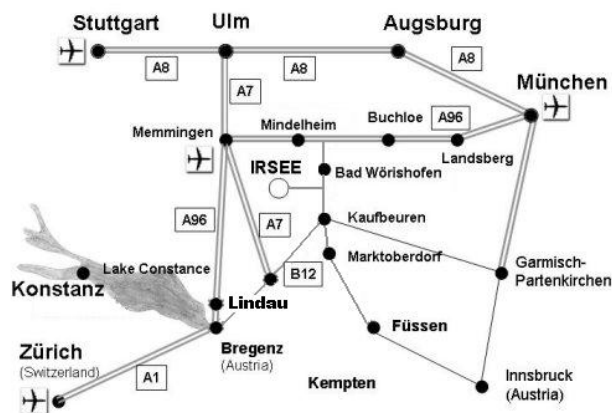 Stuttgart
Ulm
Augsburg
A8
A8
A8
München
A7
Memmingen
Mindelheim
Buchloe
A96
Landsberg
IRSEE
Bad Wörishofen
A96
A7
Kaufbeuren
Lake Constance
B12
Marktoberdorf
Garmisch-
Partenkirchen
Konstanz
Lindau
Füssen
Zürich
(Switzerland)
Bregenz
(Austria)
A1
Kempten
Innsbruck
(Austria)